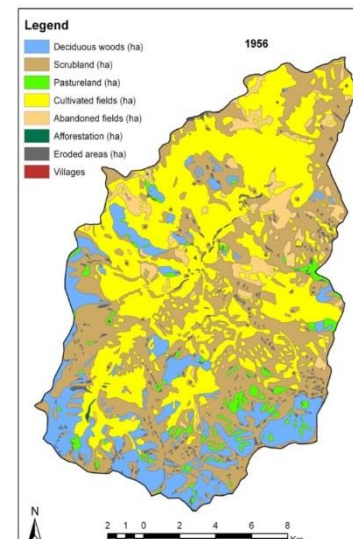 Legend
1956
Deciduous woods (ha)
Scrubland (ha)
Pastureland (ha)
Cultivated fields (ha)
Abandoned fields (ha)
Afforestation (ha)
Eroded areas (ha)
Villages
N
2 1 0 2 4 6 8
Km